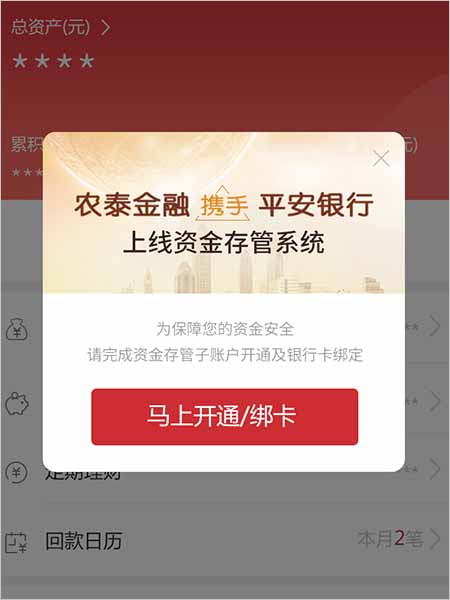 总资产(元)
****
累积
元)
***
农泰金融 携手 平安银行
上线资金存管系统
为保障您的资金安全
请完成资金存管子账户开通及银行卡绑定
马上开通/绑卡
**
**
定期理财
***
回款日历
本月2笔